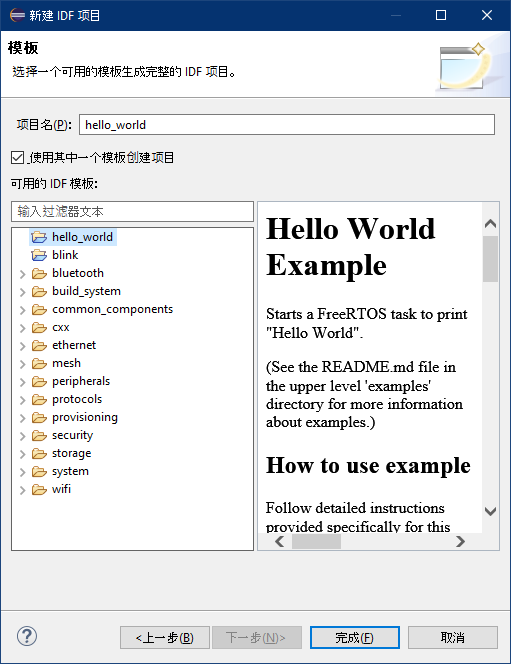 新建 IDF 项目
模板
选择一个可用的模板生成完整的 IDF 项目。
项目名(P): hello_world
使用其中一个模板创建项目
可用的 IDF 模板:
输入过滤器文本
hello_world
blink
bluetooth
build_system
common_components
cxx
ethernet
mesh
peripherals
protocols
provisioning
security
storage
system
wifi
Hello World
Example
Starts a FreeRTOS task to print
"Hello World".
(See the README.md file in
the upper level 'examples'
directory for more information
about examples.)
How to use example
Follow detailed instructions
provided specifically for this
?
<上一步(B)
下一步(N)>
完成(F)
取消